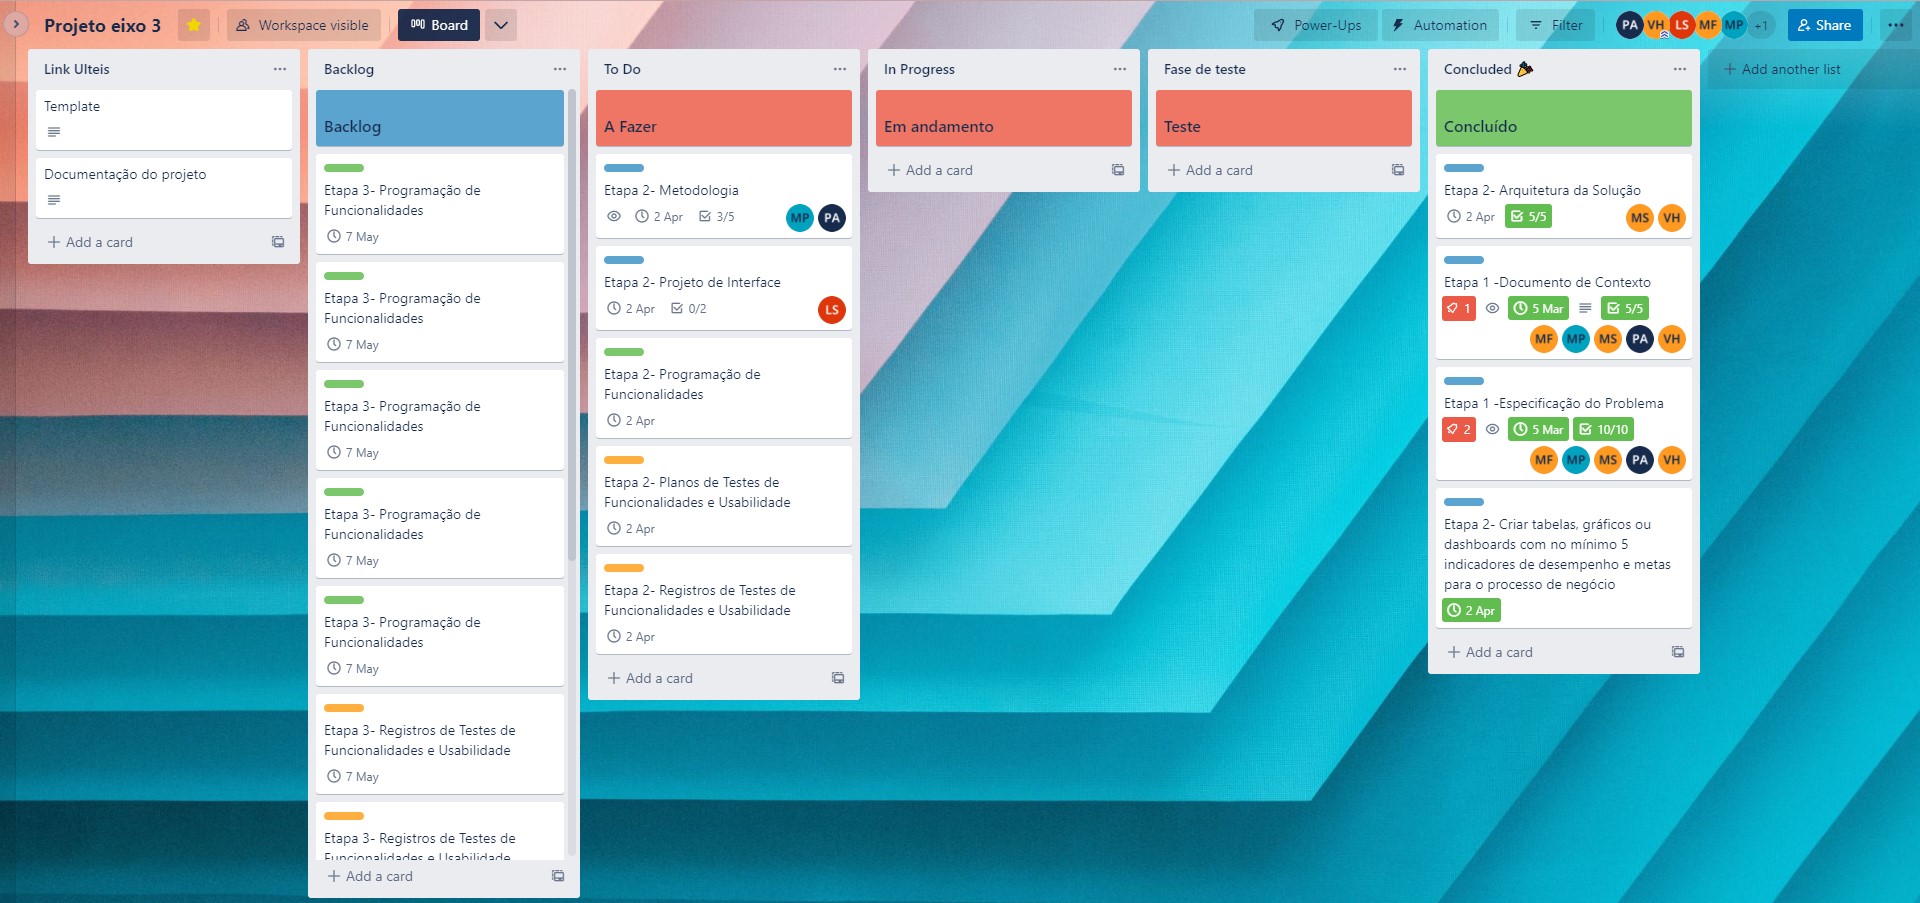 Projeto eixo 3
Workspace visible
Board
Power-Ups
Automation
Filter
PA
VH
LS
MF
MP
+1
Share
Link Ulteis
Template
Documentação do projeto
Add a card
Backlog
Backlog
Etapa 3- Programação de
Funcionalidades
7 May
Etapa 3- Programação de
Funcionalidades
7 May
Etapa 3- Programação de
Funcionalidades
7 May
Etapa 3- Programação de
Funcionalidades
7 May
Etapa 3- Programação de
Funcionalidades
7 May
Etapa 3- Registros de Testes de
Funcionalidades e Usabilidade
7 May
Etapa 3- Registros de Testes de
Funcionalidades e Usabilidade
Add a card
To Do
A Fazer
Etapa 2- Metodologia
2 Apr 3/5 MP PA
Etapa 2- Projeto de Interface
2 Apr 0/2 LS
Etapa 2- Programação de
Funcionalidades
2 Apr
Etapa 2- Planos de Testes de
Funcionalidades e Usabilidade
2 Apr
Etapa 2- Registros de Testes de
Funcionalidades e Usabilidade
2 Apr
Add a card
In Progress
Em andamento
Add a card
Fase de teste
Teste
Add a card
Concluded
Concluído
Etapa 2- Arquitetura da Solução
2 Apr 5/5 MS VH
Etapa 1 -Documento de Contexto
1 5 Mar 5/5
MF MP MS PA VH
Etapa 1 -Especificação do Problema
2 5 Mar 10/10
MF MP MS PA VH
Etapa 2- Criar tabelas, gráficos ou
dashboards com no mínimo 5
indicadores de desempenho e metas
para o processo de negócio
2 Apr
Add a card
Add another list